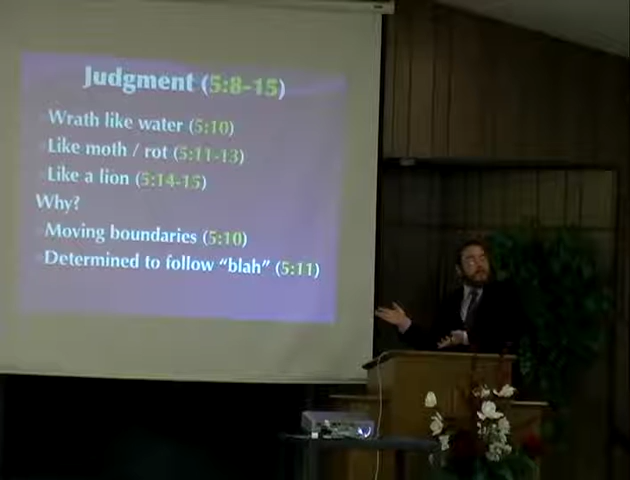 Judgment (5:8-15)
Wrath like water (5:10)
Like moth / rot (5:11-13)
Like a lion (5:14-15)
Why?
Moving boundaries (5:10)
Determined to follow “blah” (5:11)